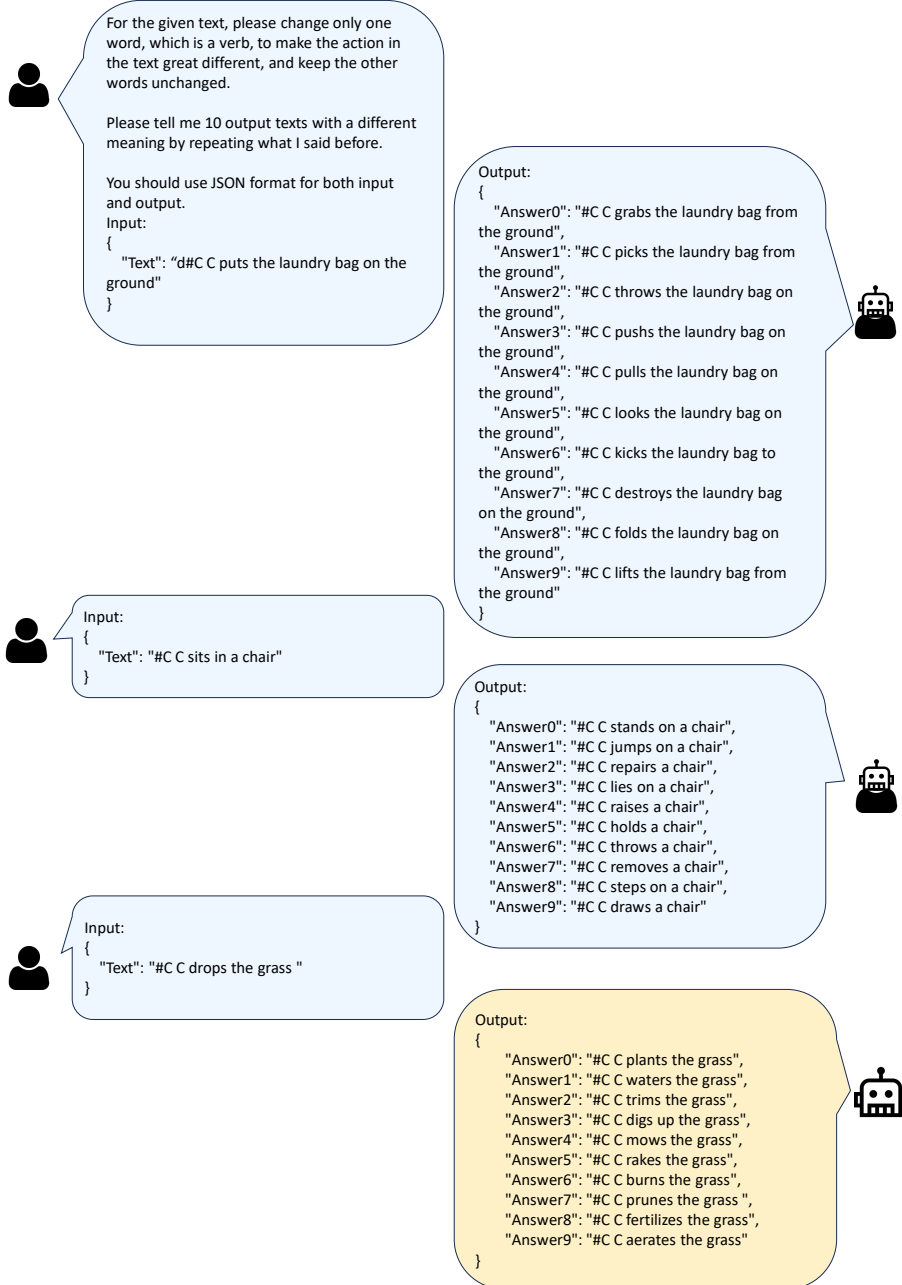 For the given text, please change only one
word, which is a verb, to make the action in
the text great different, and keep the other
words unchanged.
Please tell me 10 output texts with a different
meaning by repeating what I said before.
You should use JSON format for both input
and output.
Input:
{
"Text": “d#C C puts the laundry bag on the
ground"
}
Output:
{
"Answer0": "#C C grabs the laundry bag from
the ground",
"Answer1": "#C C picks the laundry bag from
the ground",
"Answer2": "#C C throws the laundry bag on
the ground",
"Answer3": "#C C pushs the laundry bag on
the ground",
"Answer4": "#C C pulls the laundry bag on
the ground",
"Answer5": "#C C looks the laundry bag on
the ground",
"Answer6": "#C C kicks the laundry bag to
the ground",
"Answer7": "#C C destroys the laundry bag
on the ground",
"Answer8": "#C C folds the laundry bag on
the ground",
"Answer9": "#C C lifts the laundry bag from
the ground"
}
Input:
{
"Text": "#C C sits in a chair"
}
Output:
{
"Answer0": "#C C stands on a chair",
"Answer1": "#C C jumps on a chair",
"Answer2": "#C C repairs a chair",
"Answer3": "#C C lies on a chair",
"Answer4": "#C C raises a chair",
"Answer5": "#C C holds a chair",
"Answer6": "#C C throws a chair",
"Answer7": "#C C removes a chair",
"Answer8": "#C C steps on a chair",
"Answer9": "#C C draws a chair"
}
Input:
{
"Text": "#C C drops the grass "
}
Output:
{
"Answer0": "#C C plants the grass",
"Answer1": "#C C waters the grass",
"Answer2": "#C C trims the grass",
"Answer3": "#C C digs up the grass",
"Answer4": "#C C mows the grass",
"Answer5": "#C C rakes the grass",
"Answer6": "#C C burns the grass",
"Answer7": "#C C prunes the grass ",
"Answer8": "#C C fertilizes the grass",
"Answer9": "#C C aerates the grass"
}